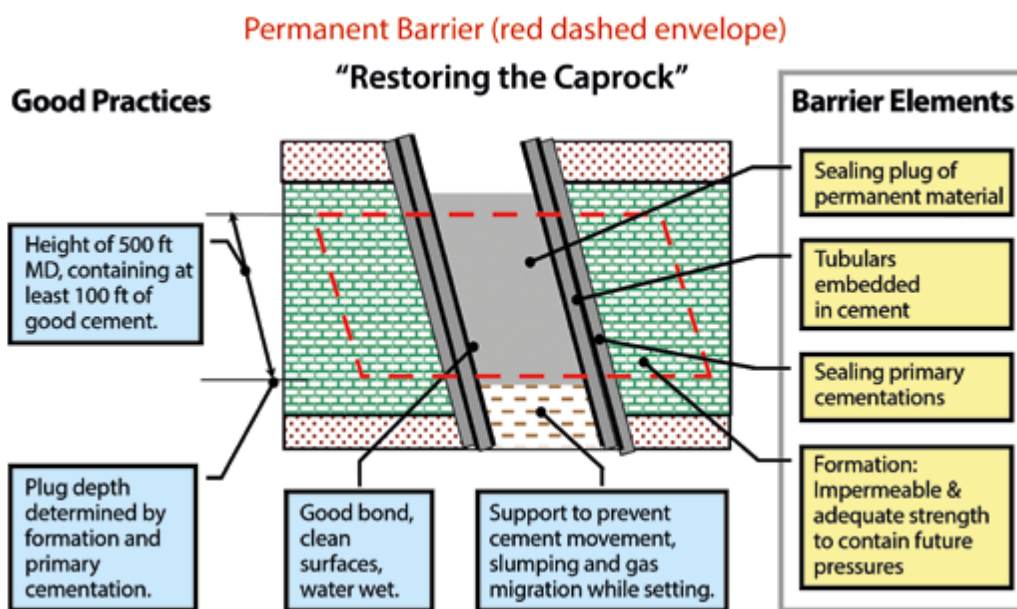 Permanent Barrier (red dashed envelope)
“Restoring the Caprock”
Good Practices
Height of 500 ft
MD, containing at
least 100 ft of
good cement.
Plug depth
determined by
formation and
primary
cementation.
Good bond,
clean
surfaces,
water wet.
Support to prevent
cement movement,
slumping and gas
migration while setting.
Barrier Elements
Sealing plug of
permanent material
Tubulars
embedded
in cement
Sealing primary
cementations
Formation:
Impermeable &
adequate strength
to contain future
pressures